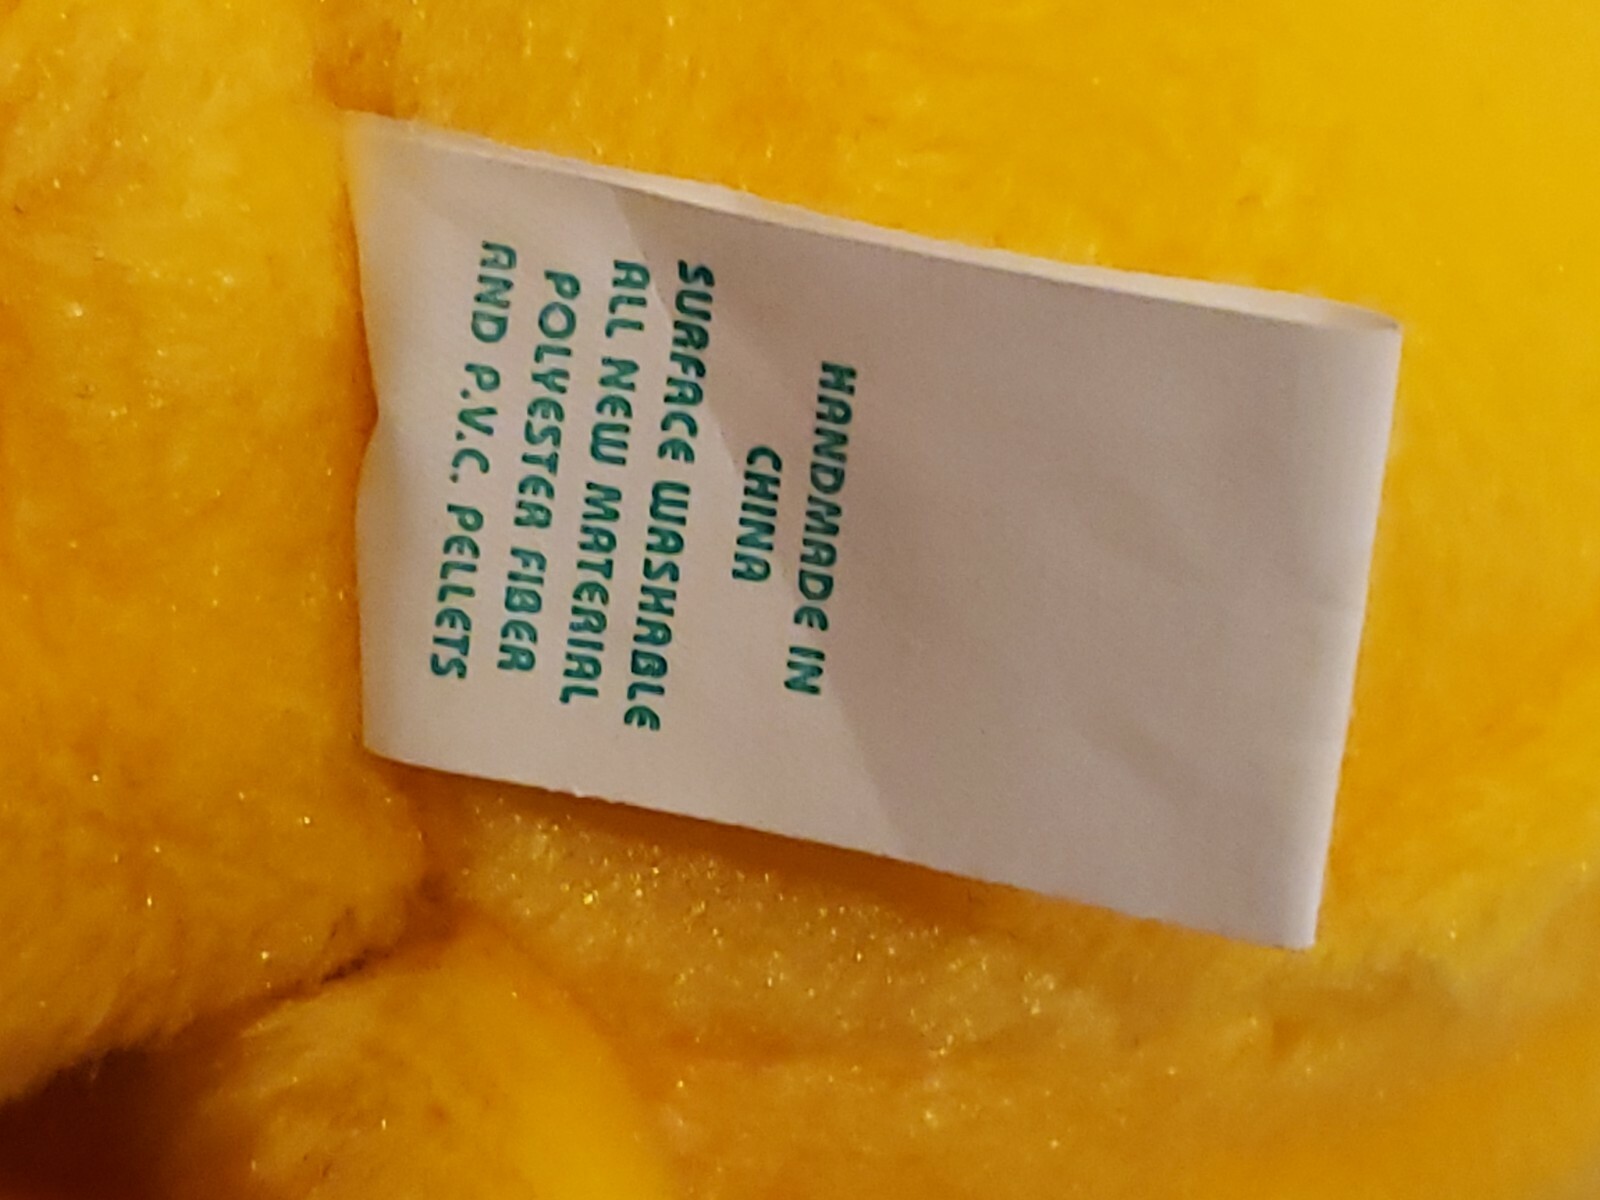 HANDMADE IN
CHINA
SURFACE WASHABLE
ALL NEW MATERIAL
POLYESTER FIBER
AND P.V.C. PELLETS